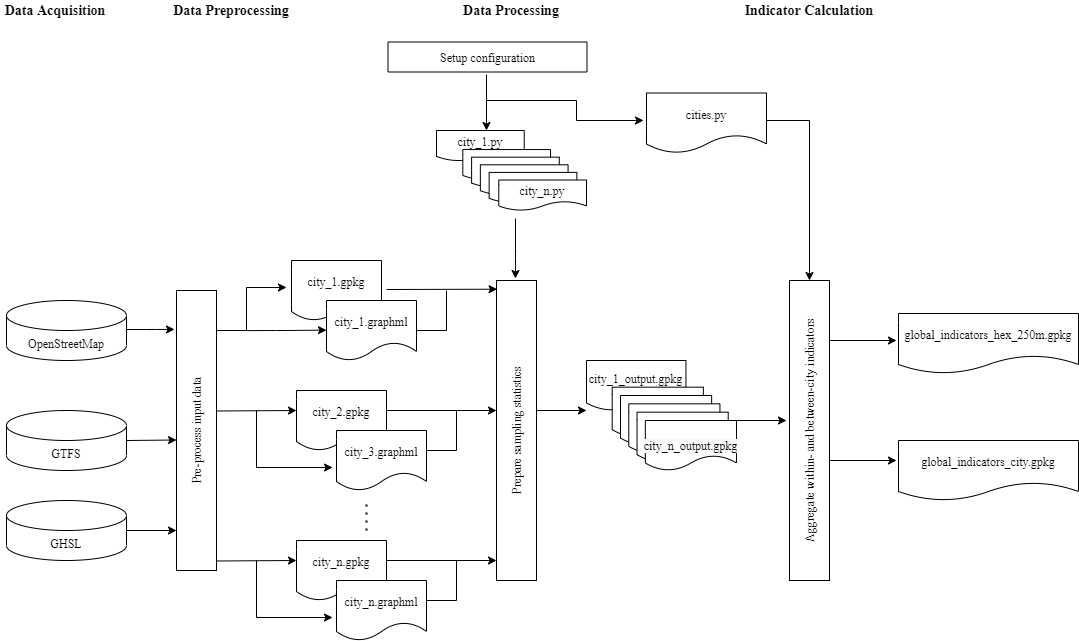 Data Acquisition
Data Preprocessing
Data Processing
Indicator Calculation
Setup configuration
cities.py
city_1.py
city_n.py
city_1.gpkg
city_1.graphml
OpenStreetMap
GTFS
GHSL
Pre-process input data
city_2.gpkg
city_3.graphml
city_n.gpkg
city_n.graphml
Prepare sampling statistics
city_1_output.gpkg
city_n_output.gpkg
Aggregate within- and between-city indicators
global_indicators_hex_250m.gpkg
global_indicators_city.gpkg